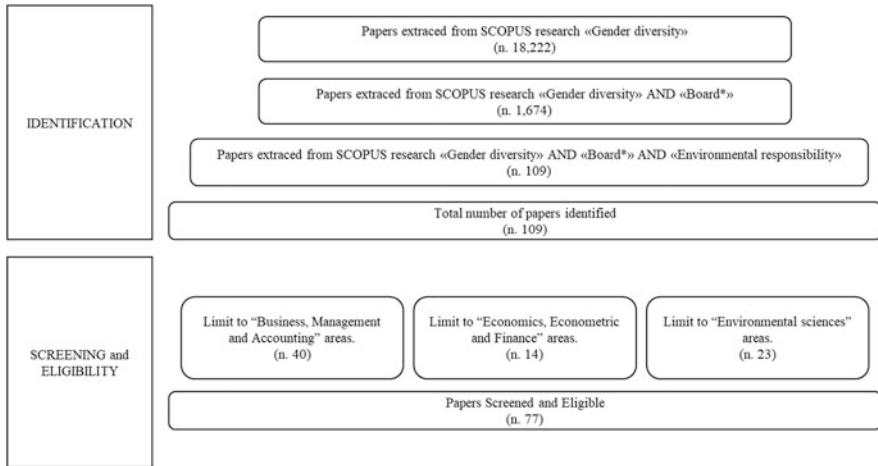 IDENTIFICATION
Papers extraced from SCOPUS research «Gender diversity»
(n. 18,222)
Papers extraced from SCOPUS research «Gender diversity» AND «Board*»
(n. 1,674)
Papers extraced from SCOPUS research «Gender diversity» AND «Board*» AND «Environmental responsibility»
(n. 109)
Total number of papers identified
(n. 109)
SCREENING and
ELIGIBILITY
Limit to “Business, Management
and Accounting” areas.
(n. 40)
Limit to “Economics, Econometric
and Finance” areas.
(n. 14)
Limit to “Environmental sciences”
areas.
(n. 23)
Papers Screened and Eligible
(n. 77)